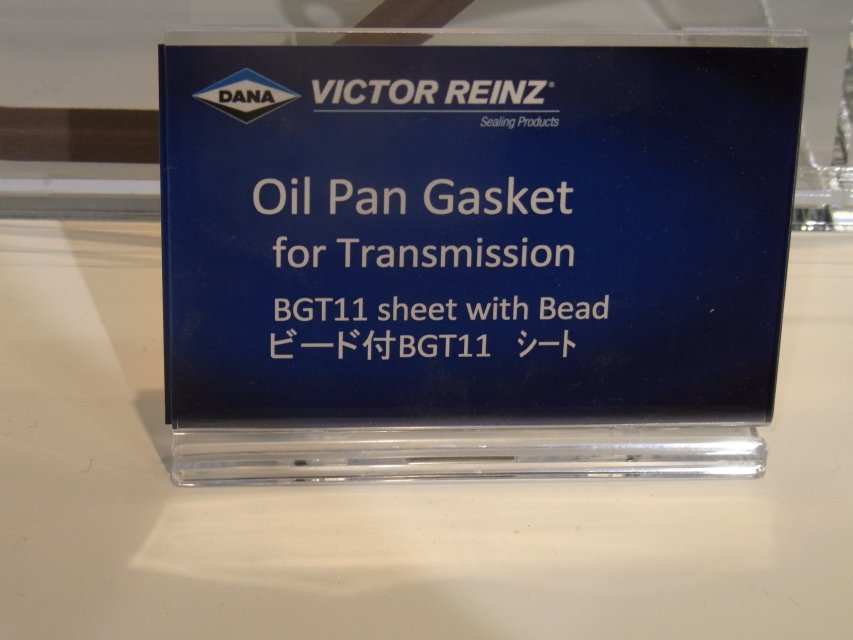 DANA VICTOR REINZ®
Sealing Products
Oil Pan Gasket
for Transmission
BGT11 sheet with Bead
ビード付BGT11 シート